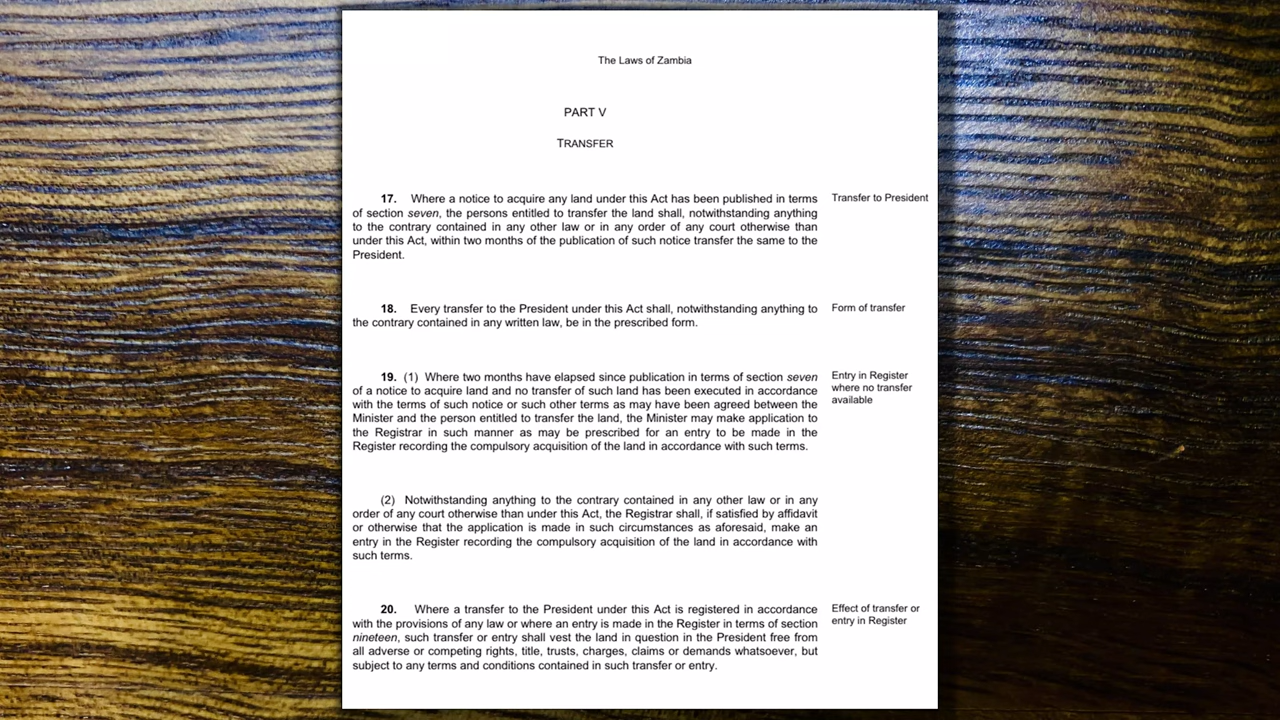 The Laws of Zambia
PART V
TRANSFER
17. Where a notice to acquire any land under this Act has been published in terms
of section seven, the persons entitled to transfer the land shall, notwithstanding anything
to the contrary contained in any other law or in any order of any court otherwise than
under this Act, within two months of the publication of such notice transfer the same to the
President.
Transfer to President
18. Every transfer to the President under this Act shall, notwithstanding anything to
the contrary contained in any written law, be in the prescribed form.
Form of transfer
19. (1) Where two months have elapsed since publication in terms of section seven
of a notice to acquire land and no transfer of such land has been executed in accordance
with the terms of such notice or such other terms as may have been agreed between the
Minister and the person entitled to transfer the land, the Minister may make application to
the Registrar in such manner as may be prescribed for an entry to be made in the
Register recording the compulsory acquisition of the land in accordance with such terms.
Entry in Register
where no transfer
available
(2) Notwithstanding anything to the contrary contained in any other law or in any
order of any court otherwise than under this Act, the Registrar shall, if satisfied by affidavit
or otherwise that the application is made in such circumstances as aforesaid, make an
entry in the Register recording the compulsory acquisition of the land in accordance with
such terms.
20. Where a transfer to the President under this Act is registered in accordance
with the provisions of any law or where an entry is made in the Register in terms of section
nineteen, such transfer or entry shall vest the land in question in the President free from
all adverse or competing rights, title, trusts, charges, claims or demands whatsoever, but
subject to any terms and conditions contained in such transfer or entry.
Effect of transfer or
entry in Register